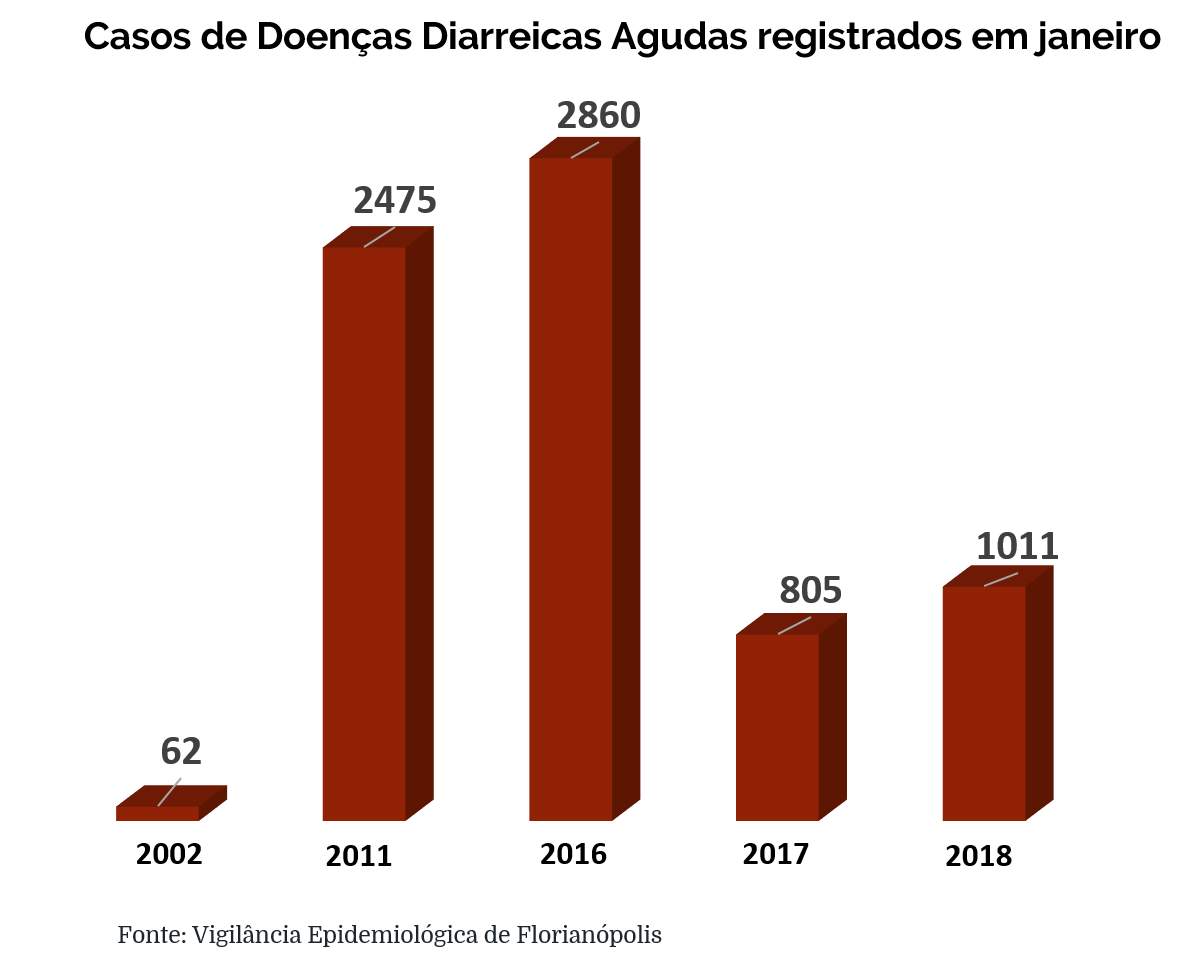 Casos de Doenças Diarreicas Agudas registrados em janeiro
2860
2475
1011
805
62
2002 2011 2016 2017 2018
Fonte: Vigilância Epidemiológica de Florianópolis